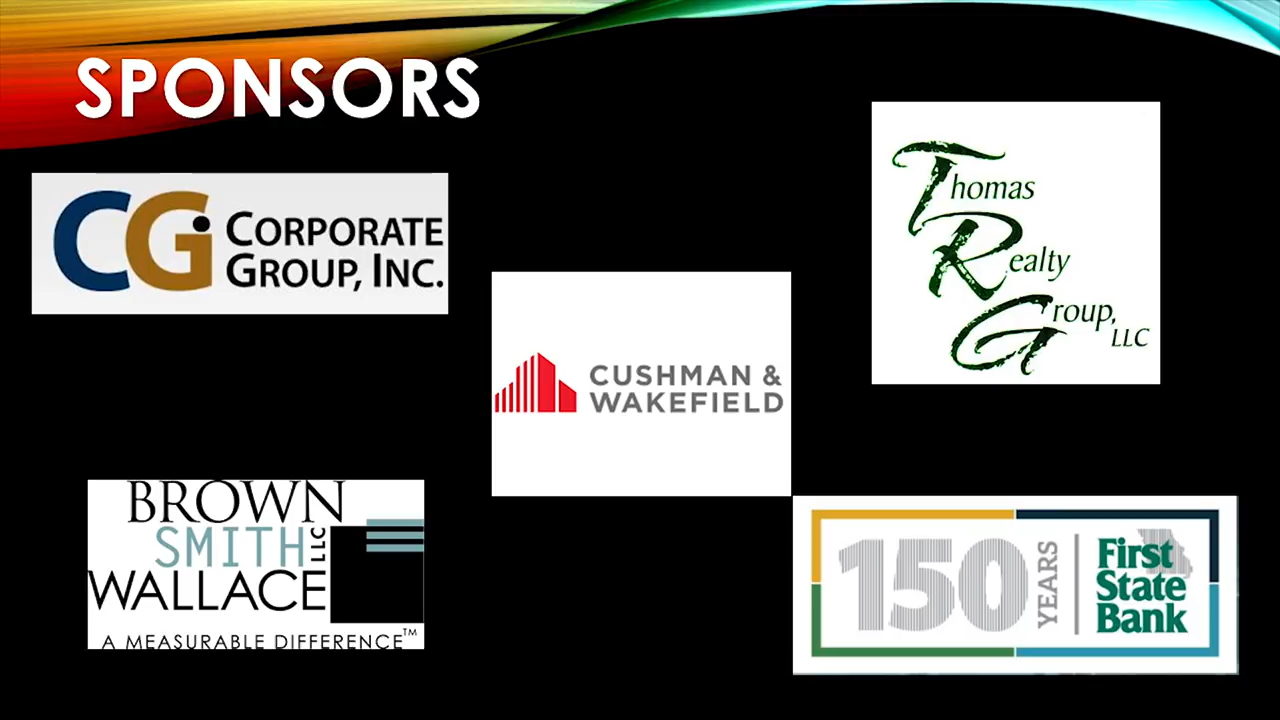 SPONSORS
CGi CORPORATE
GROUP, INC.
Thomas
Realty
Group,
LLC
CUSHMAN &
WAKEFIELD
BROWN
SMITH LLC
WALLACE
A MEASURABLE DIFFERENCE™
150 YEARS
First
State
Bank